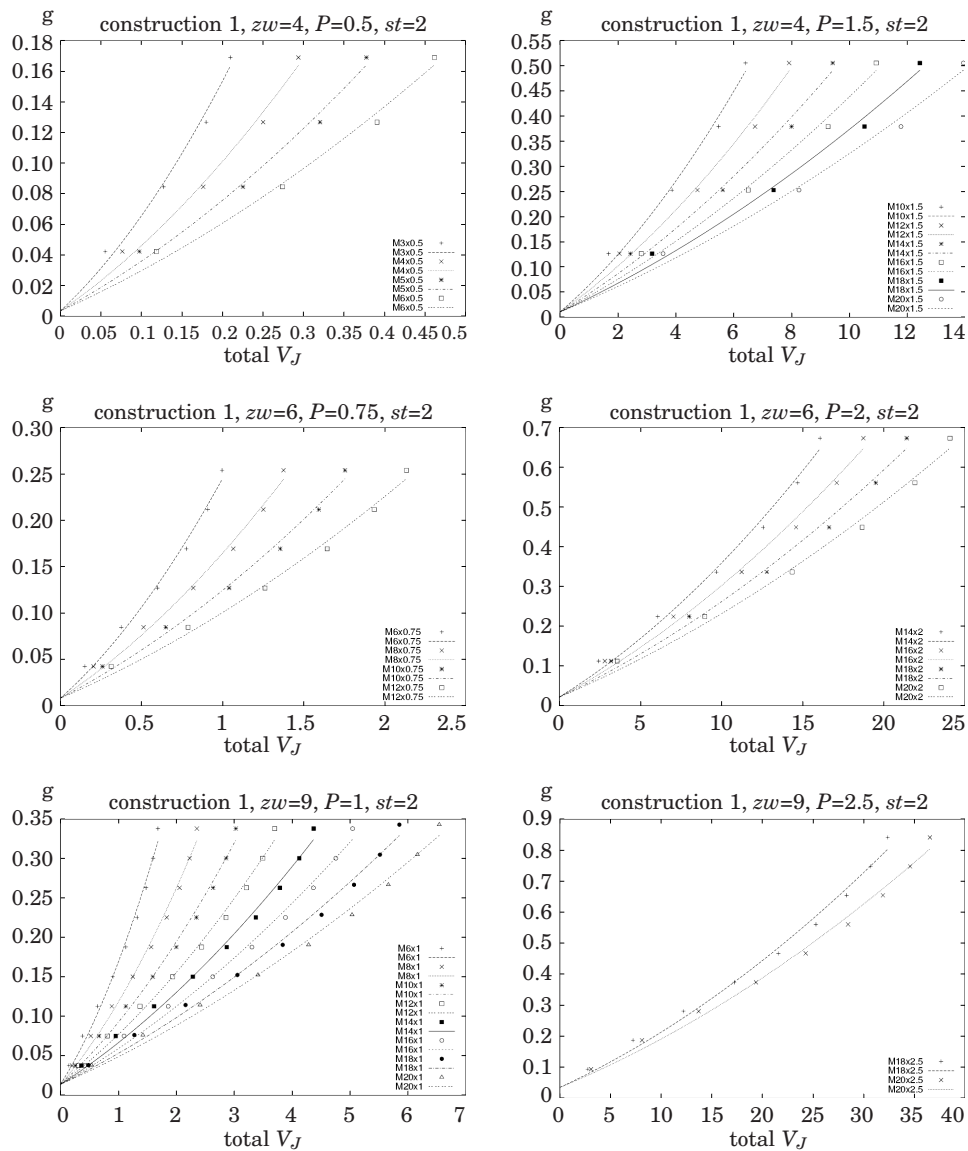 construction 1, zw=4, P=0.5, st=2
g
0.18
0.16
0.14
0.12
0.10
0.08
0.06
0.04
0.02
0
M3x0.5
M3x0.5
M4x0.5
M4x0.5
M5x0.5
M5x0.5
M6x0.5
M6x0.5
0 0.05 0.1 0.15 0.2 0.25 0.3 0.35 0.4 0.45 0.5
total VJ
construction 1, zw=4, P=1.5, st=2
g
0.55
0.50
0.45
0.40
0.35
0.30
0.25
0.20
0.15
0.10
0.05
0
M10x1.5
M10x1.5
M12x1.5
M12x1.5
M14x1.5
M14x1.5
M16x1.5
M16x1.5
M18x1.5
M18x1.5
M20x1.5
M20x1.5
0 2 4 6 8 10 12 14
total VJ
construction 1, zw=6, P=0.75, st=2
g
0.30
0.25
0.20
0.15
0.10
0.05
0
M6x0.75
M6x0.75
M8x0.75
M8x0.75
M10x0.75
M10x0.75
M12x0.75
M12x0.75
0 0.5 1 1.5 2 2.5
total VJ
construction 1, zw=6, P=2, st=2
g
0.7
0.6
0.5
0.4
0.3
0.2
0.1
0
M14x2
M14x2
M16x2
M16x2
M18x2
M18x2
M20x2
M20x2
0 5 10 15 20 25
total VJ
construction 1, zw=9, P=1, st=2
g
0.35
0.30
0.25
0.20
0.15
0.10
0.05
0
M6x1
M6x1
M8x1
M8x1
M10x1
M10x1
M12x1
M12x1
M14x1
M14x1
M16x1
M16x1
M18x1
M18x1
M20x1
M20x1
0 1 2 3 4 5 6 7
total VJ
construction 1, zw=9, P=2.5, st=2
g
0.9
0.8
0.7
0.6
0.5
0.4
0.3
0.2
0.1
0
M18x2.5
M18x2.5
M20x2.5
M20x2.5
0 5 10 15 20 25 30 35 40
total VJ